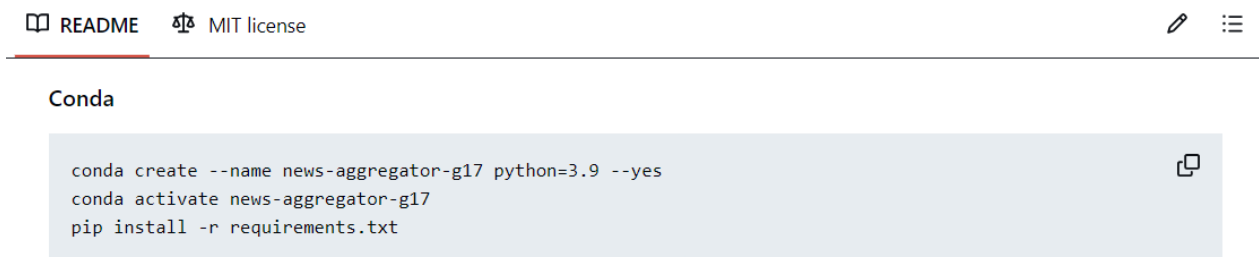 README MIT license
Conda
conda create --name news-aggregator-g17 python=3.9 --yes
conda activate news-aggregator-g17
pip install -r requirements.txt